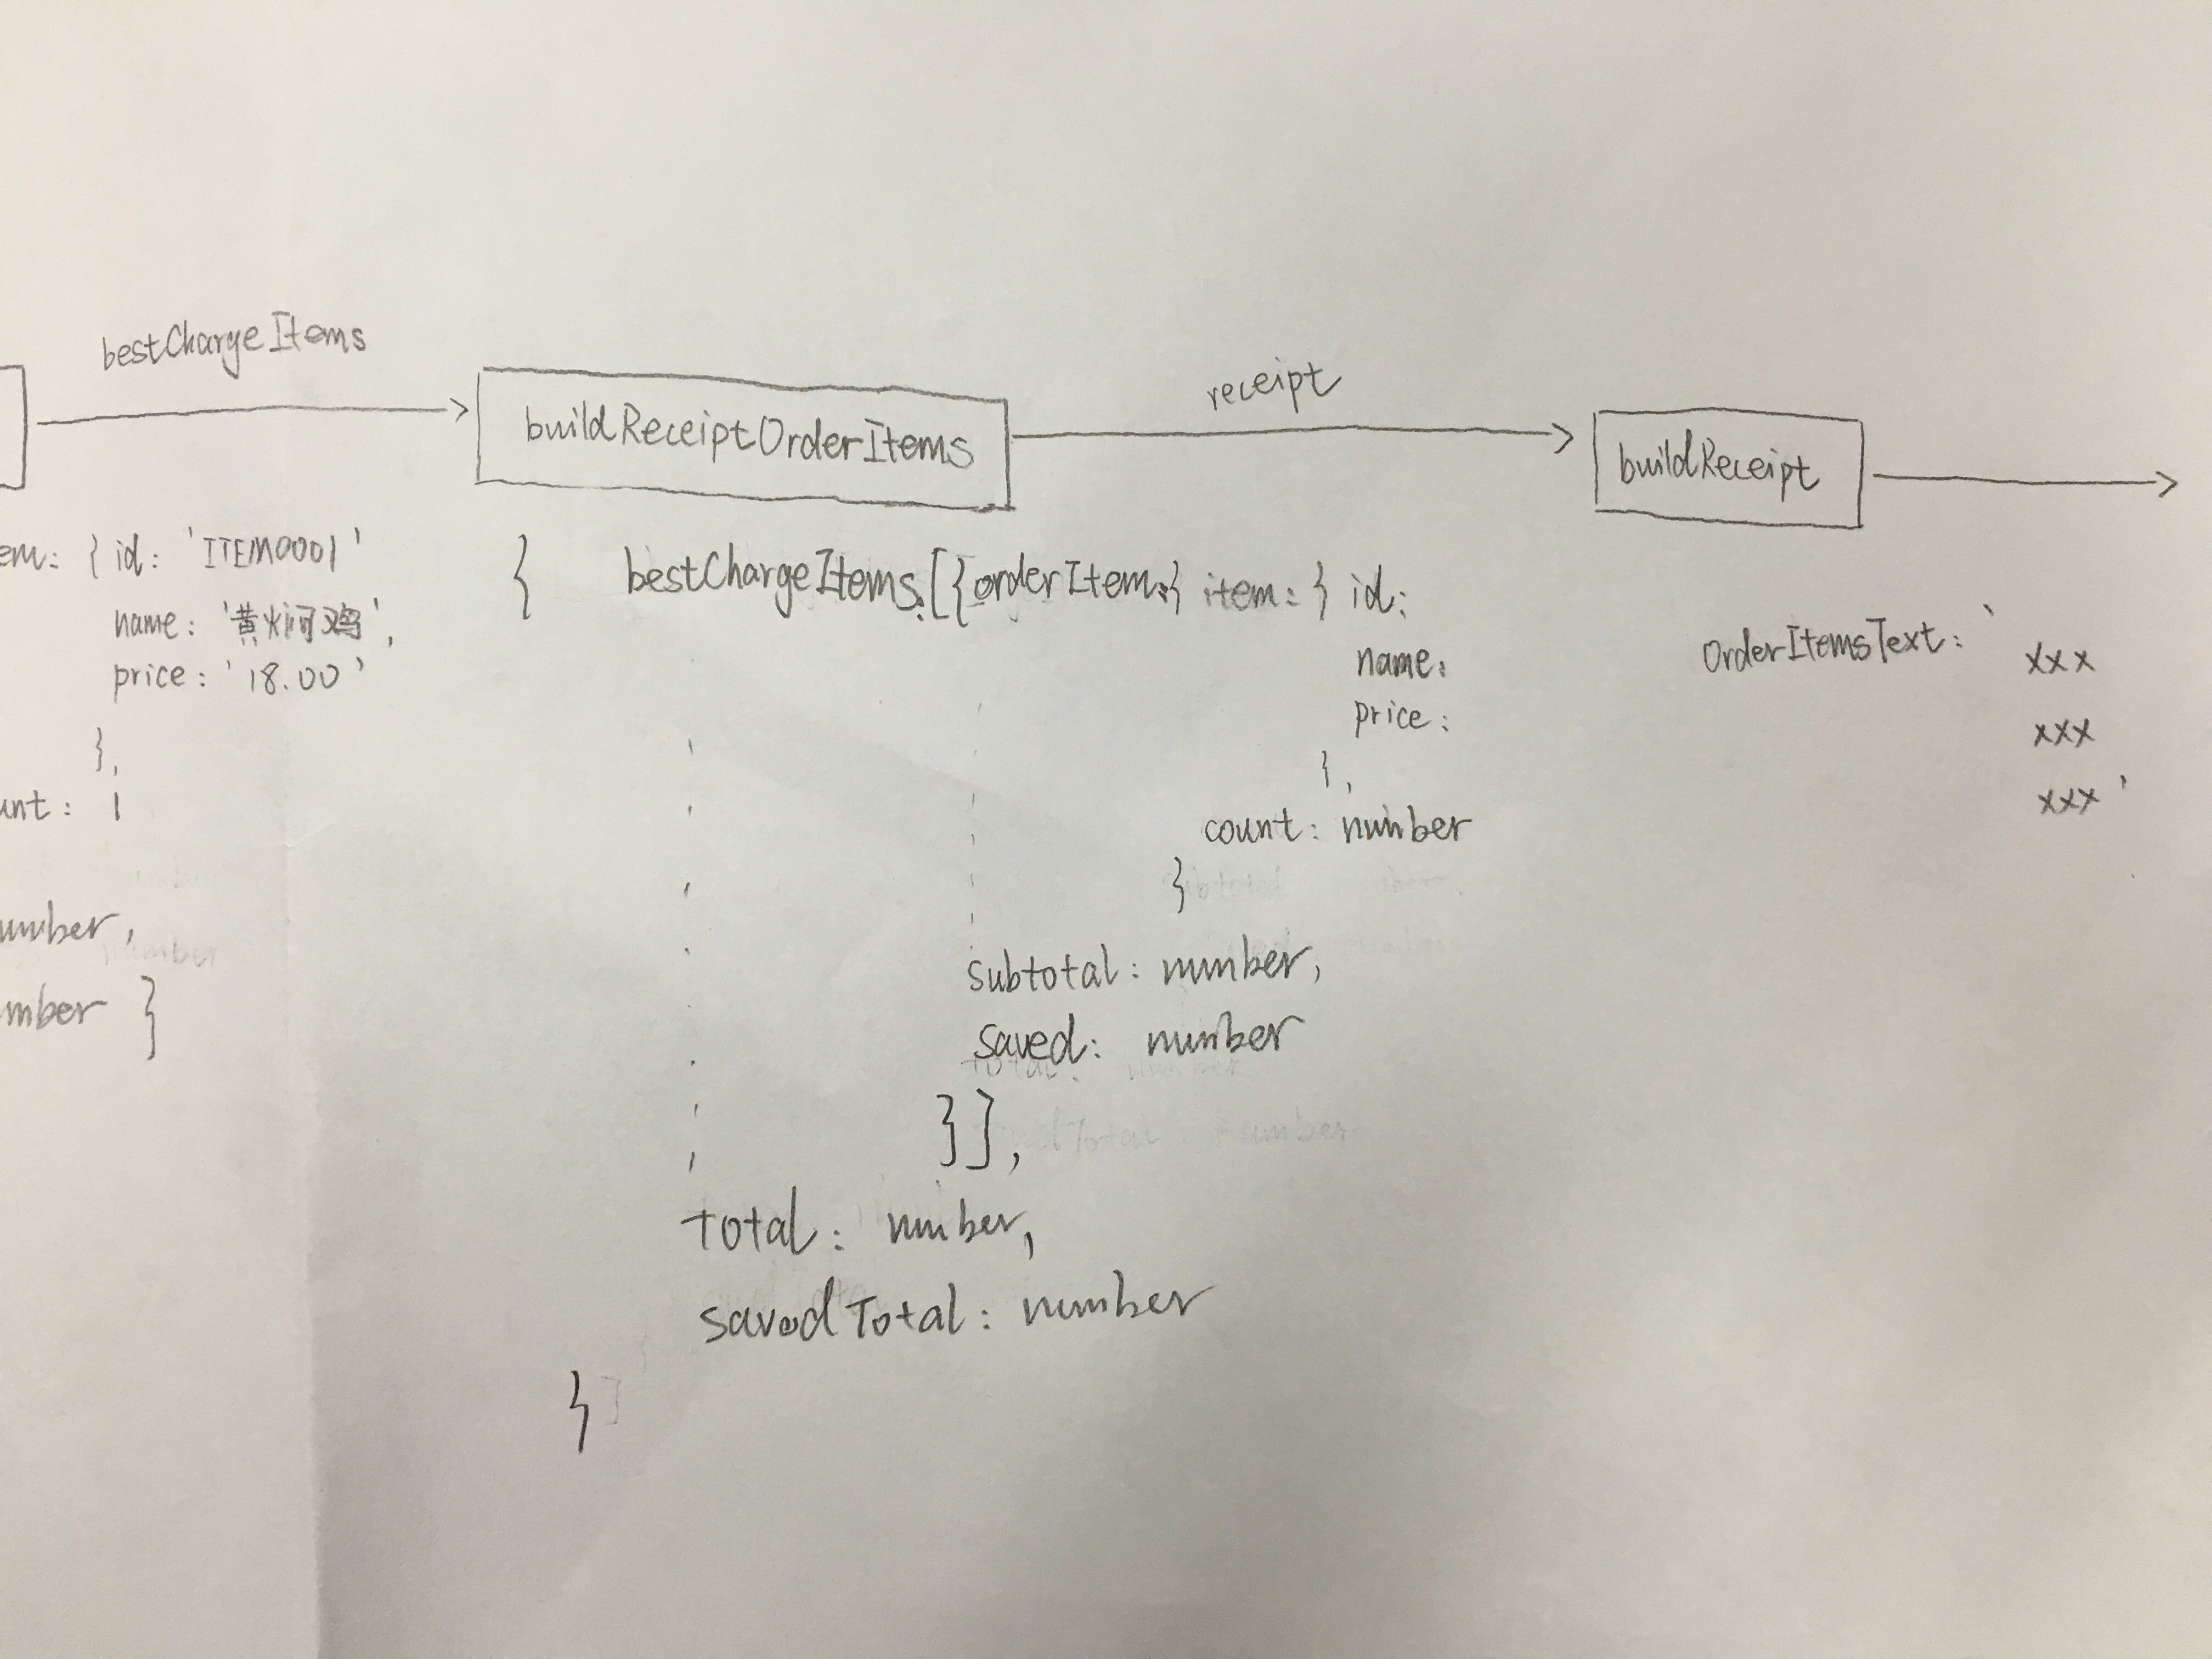 bestChargeItems
buildReceiptOrderItems
receipt
buildReceipt
em: { id: 'ITEM0001'
name: '黄焖鸡',
price: '18.00',
},
unt: 1
umber,
mber }
{ bestChargeItems: [{orderItem:{ item: { id:
name:
price:
},
count: number
}
subtotal: number,
saved: number
}],
total: number,
savedTotal: number
}
OrderItemsText: '
xxx
xxx
xxx'